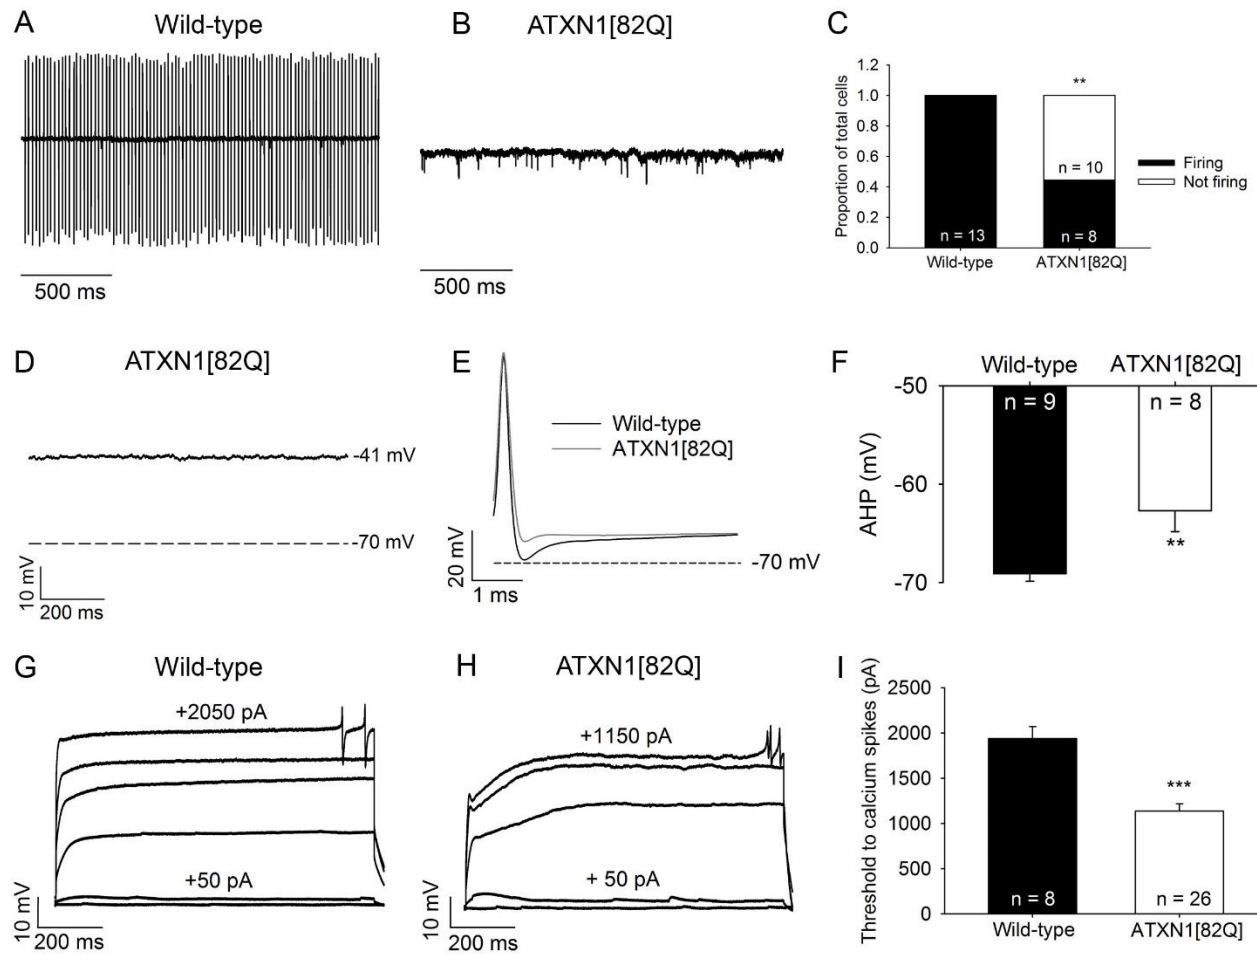 A
Wild-type
500 ms
B
ATXN1[82Q]
500 ms
C
Proportion of total cells
1.2
1.0
0.8
0.6
0.4
0.2
0.0
**
n = 10
n = 13
n = 8
Wild-type
ATXN1[82Q]
Firing
Not firing
D
ATXN1[82Q]
-41 mV
-70 mV
10 mV
200 ms
E
Wild-type
ATXN1[82Q]
-70 mV
20 mV
1 ms
F
Wild-type
ATXN1[82Q]
AHP (mV)
-50
-60
-70
n = 9
n = 8
**
G
Wild-type
+2050 pA
+50 pA
10 mV
200 ms
H
ATXN1[82Q]
+1150 pA
+ 50 pA
10 mV
200 ms
I
Threshold to calcium spikes (pA)
2500
2000
1500
1000
500
0
***
n = 8
n = 26
Wild-type
ATXN1[82Q]